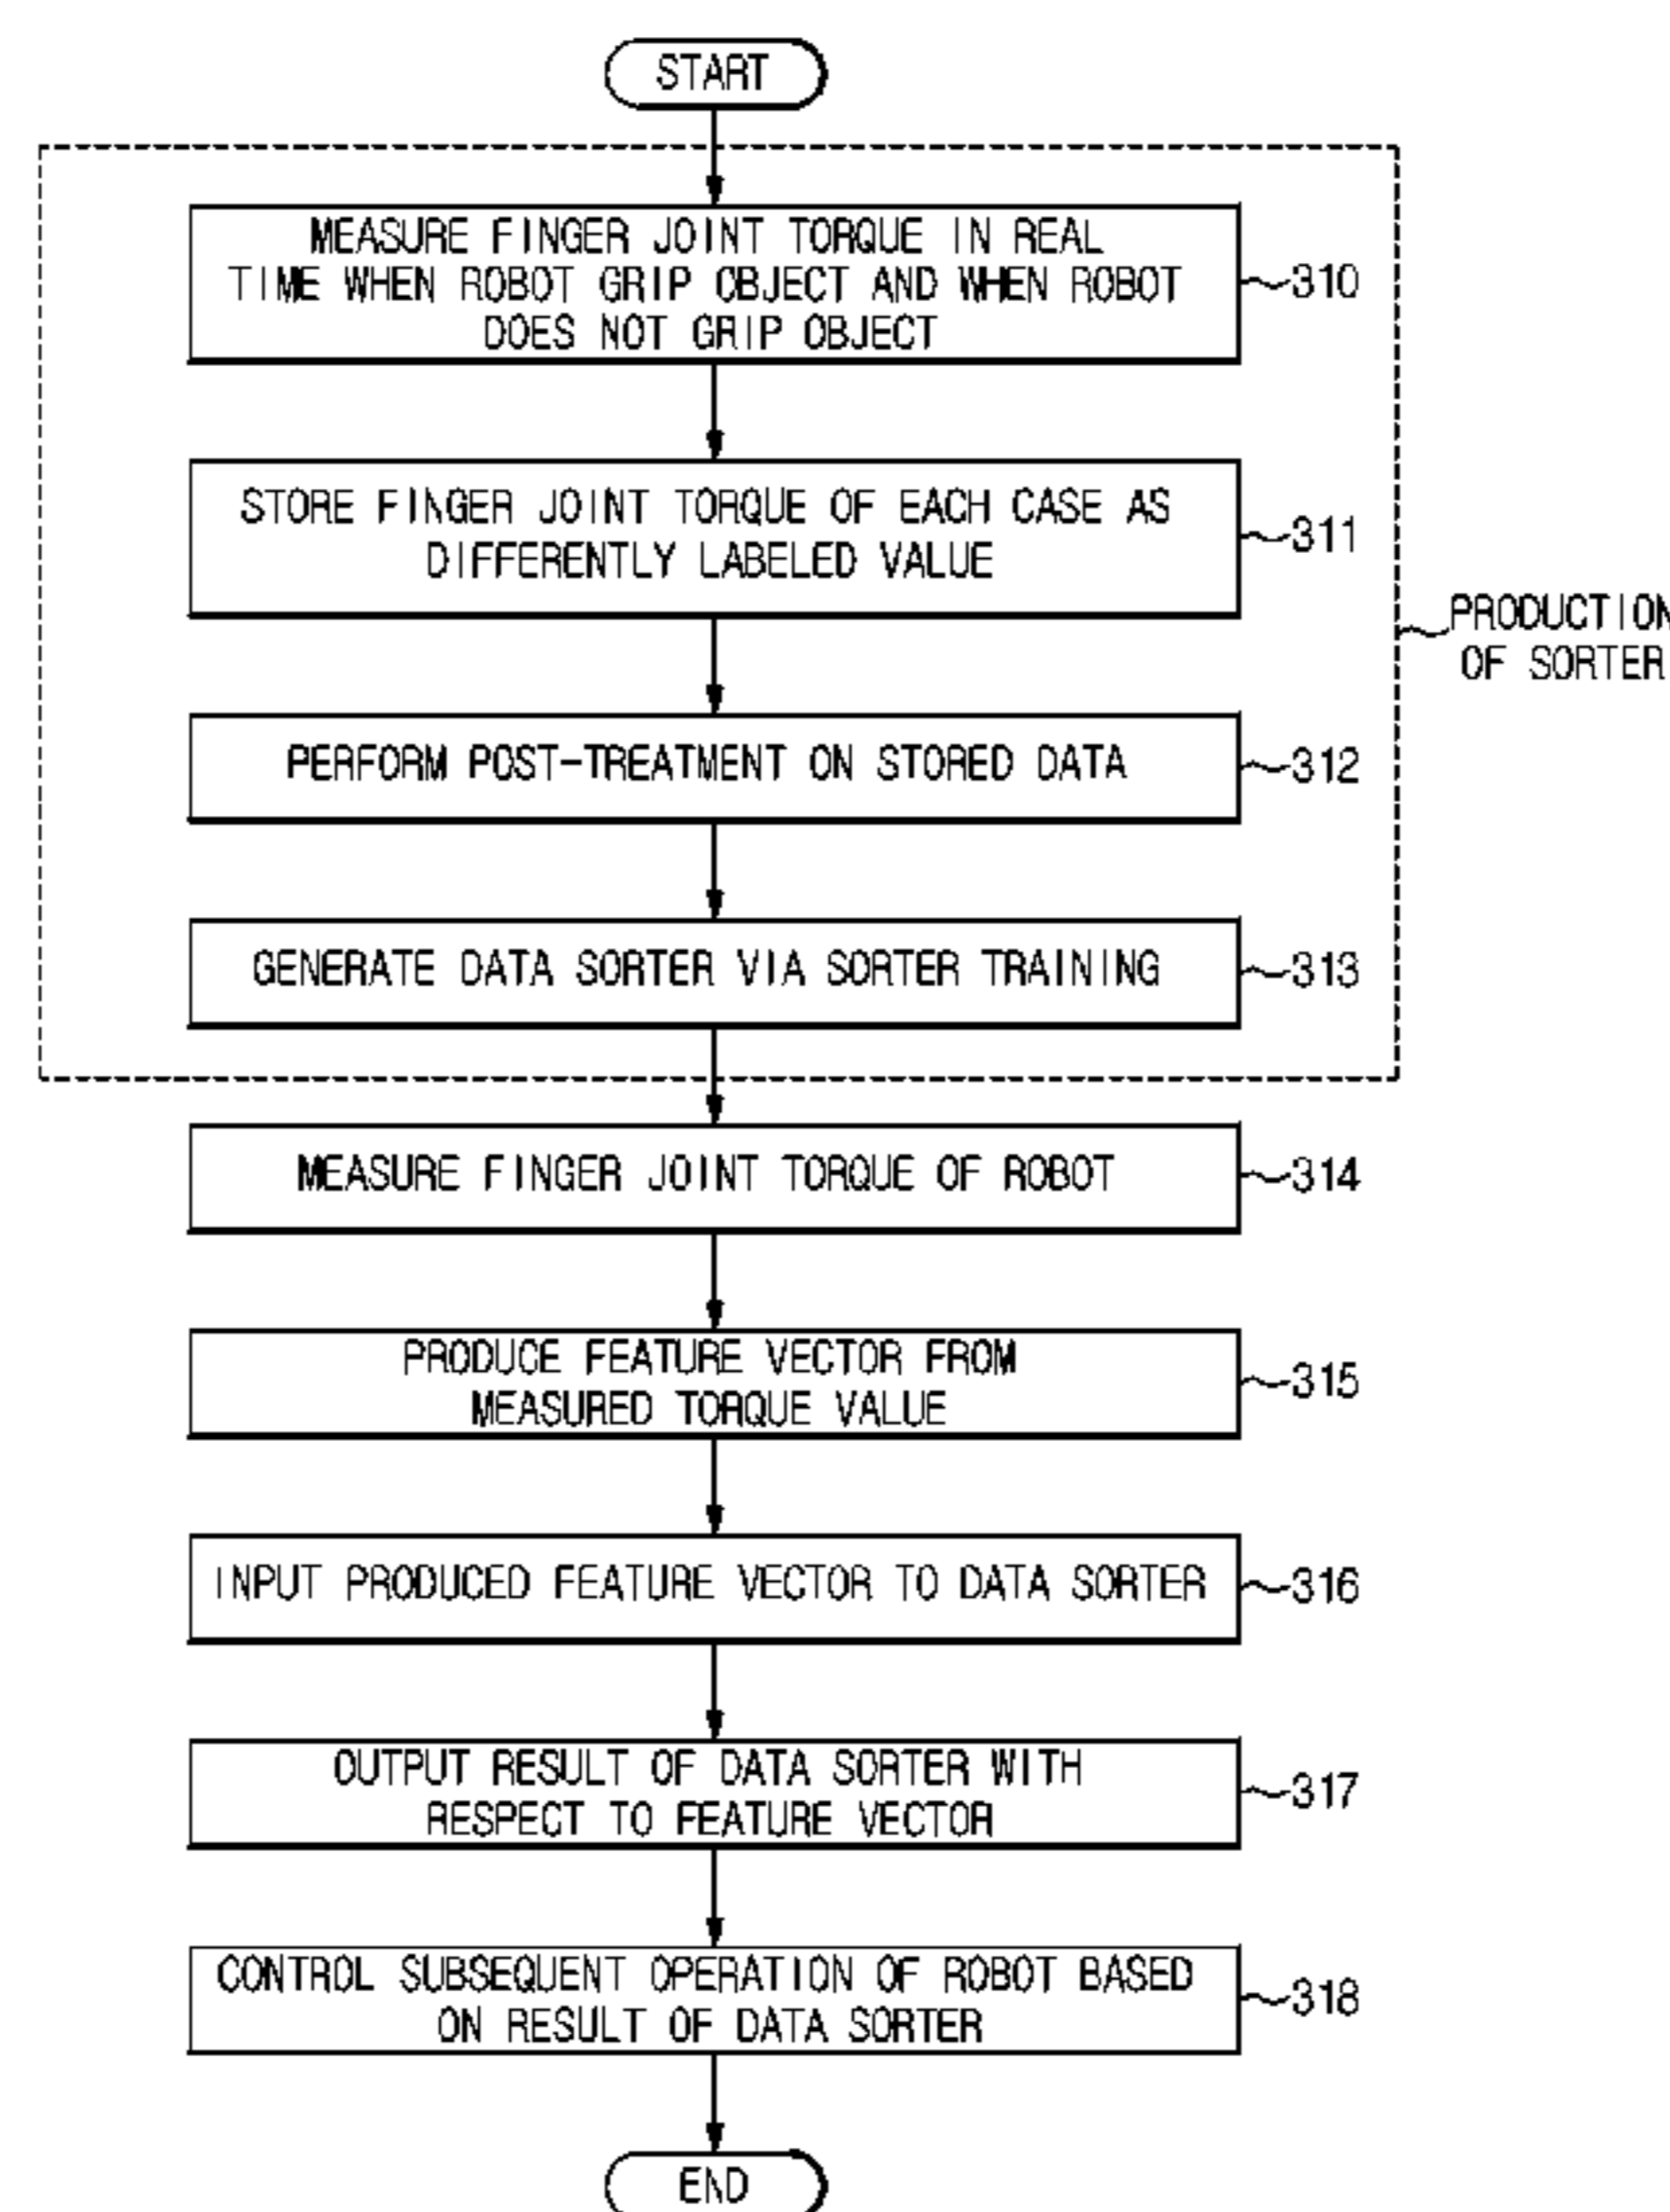 START
MEASURE FINGER JOINT TORQUE IN REAL
TIME WHEN ROBOT GRIP OBJECT AND WHEN ROBOT
DOES NOT GRIP OBJECT
310
STORE FINGER JOINT TORQUE OF EACH CASE AS
DIFFERENTLY LABELED VALUE
311
PRODUCTION
OF SORTER
PERFORM POST-TREATMENT ON STORED DATA
312
GENERATE DATA SORTER VIA SORTER TRAINING
313
MEASURE FINGER JOINT TORQUE OF ROBOT
314
PRODUCE FEATURE VECTOR FROM
MEASURED TORQUE VALUE
315
INPUT PRODUCED FEATURE VECTOR TO DATA SORTER
316
OUTPUT RESULT OF DATA SORTER WITH
RESPECT TO FEATURE VECTOR
317
CONTROL SUBSEQUENT OPERATION OF ROBOT BASED
ON RESULT OF DATA SORTER
318
END